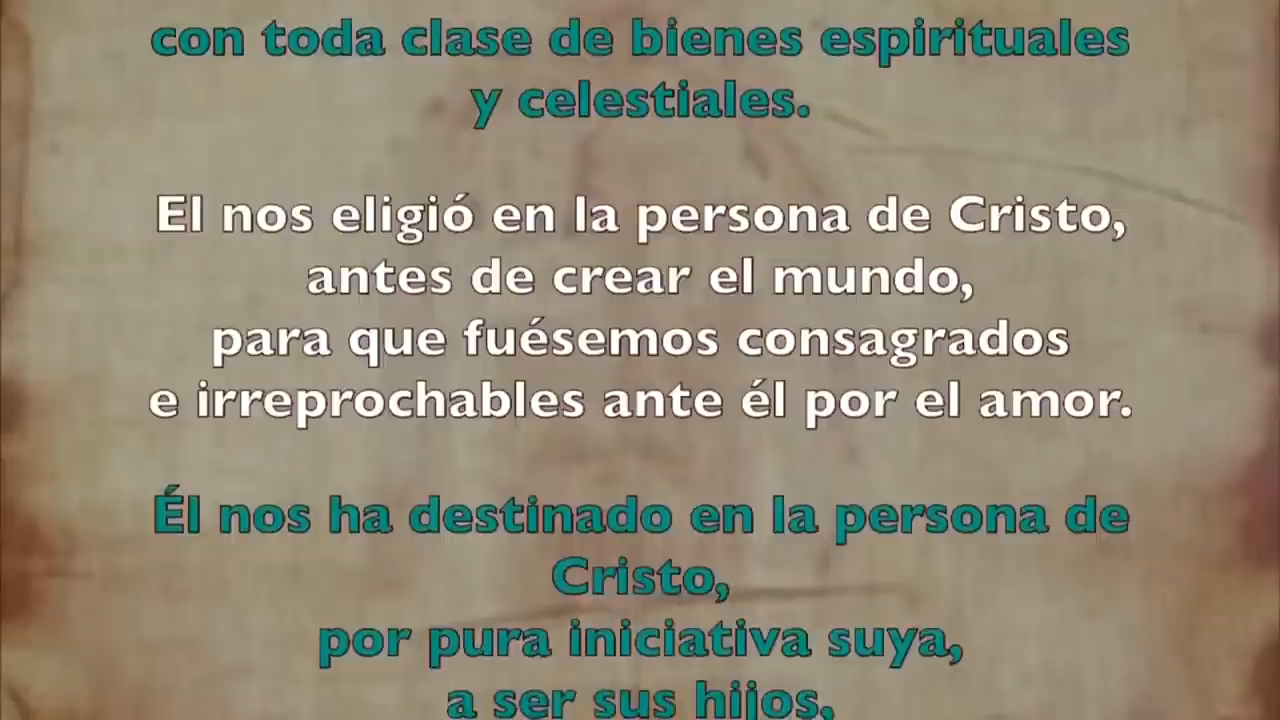 con toda clase de bienes espirituales
y celestiales.
El nos eligió en la persona de Cristo,
antes de crear el mundo,
para que fuésemos consagrados
e irreprochables ante él por el amor.
Él nos ha destinado en la persona de
Cristo,
por pura iniciativa suya,
a ser sus hijos,